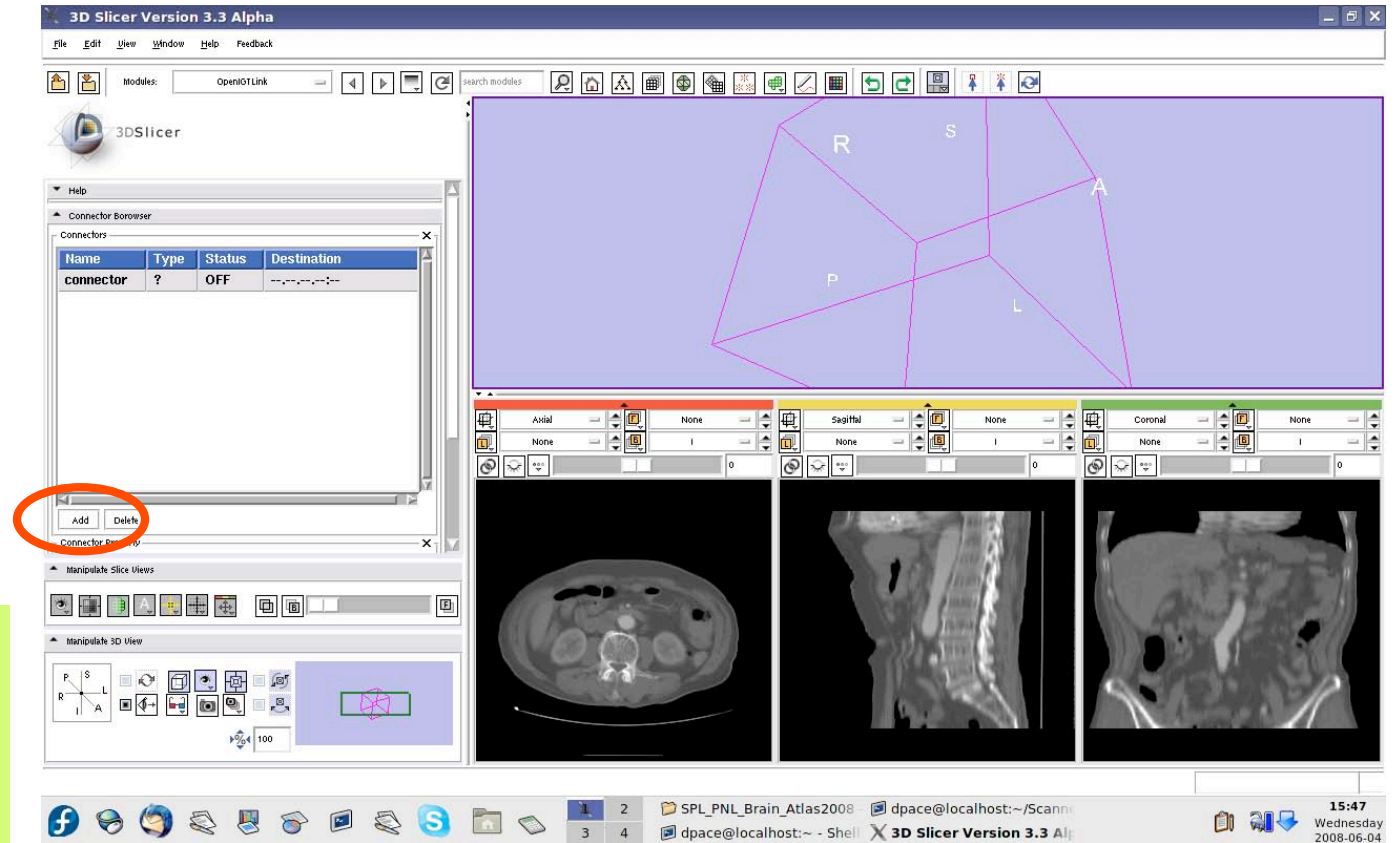 3D Slicer Version 3.3 Alpha
File Edit View Window Help Feedback
Modules: OpenIGTLink search modules
3DSlicer
Help
Connector Borowser
Connectors
Name Type Status Destination
connector ? OFF --.--.--.--:--
Add Delete
Connector Property
Manipulate Slice Views
Manipulate 3D View
P S
R L
I A
100
R S A P L
Axial None Sagittal None Coronal None
None I None I None I
0 0 0
1 2
3 4
SPL_PNL_Brain_Atlas2008 dpace@localhost:~/Scanne
dpace@localhost:~ - Shell 3D Slicer Version 3.3 Alp
15:47
Wednesday
2008-06-04